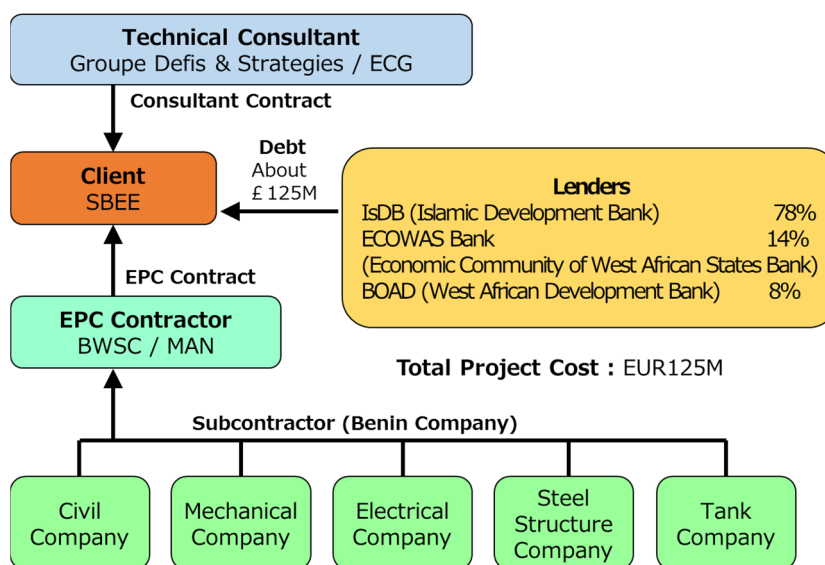 Technical Consultant
Groupe Defis & Strategies / ECG
Consultant Contract
Client
SBEE
Debt
About
£ 125M
Lenders
IsDB (Islamic Development Bank) 78%
ECOWAS Bank 14%
(Economic Community of West African States Bank)
BOAD (West African Development Bank) 8%
EPC Contract
EPC Contractor
BWSC / MAN
Total Project Cost : EUR125M
Subcontractor (Benin Company)
Civil
Company
Mechanical
Company
Electrical
Company
Steel
Structure
Company
Tank
Company